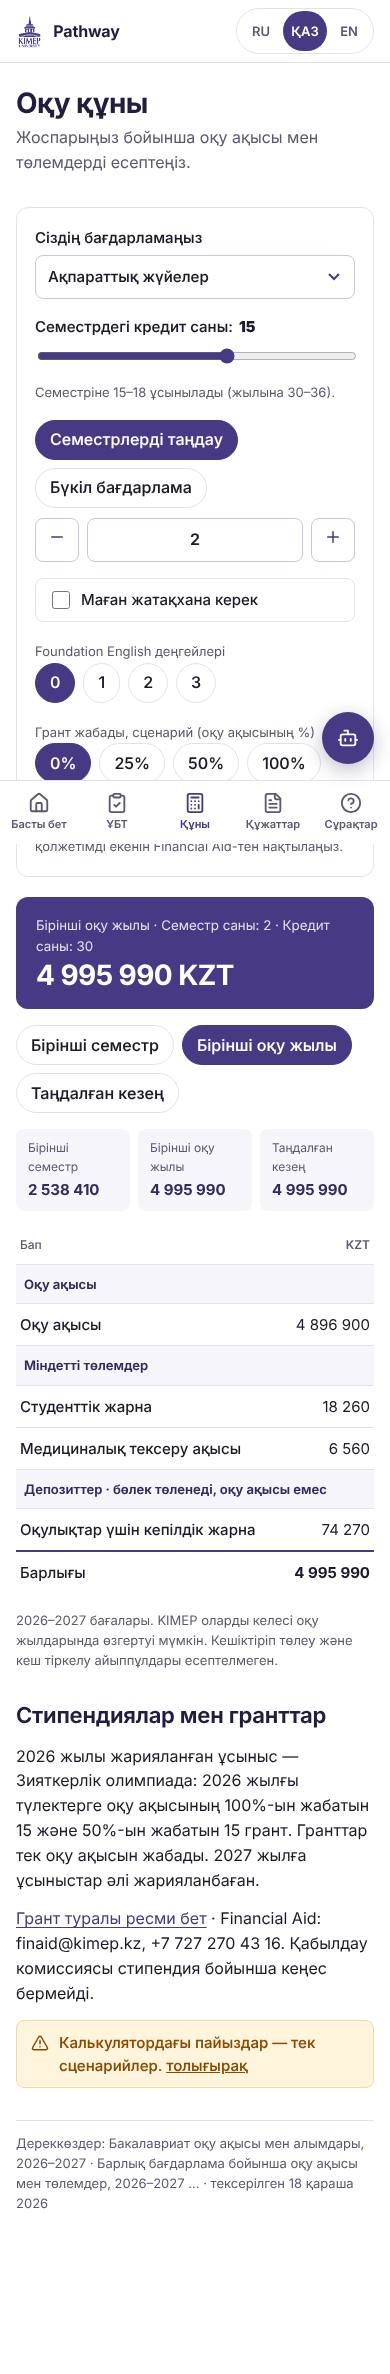 KIMEP
UNIVERSITY
Pathway
RU
ҚАЗ
EN
Оқу құны
Жоспарыңыз бойынша оқу ақысы мен
төлемдерді есептеңіз.
Сіздің бағдарламаңыз
Ақпараттық жүйелер
Семестрдегі кредит саны: 15
Семестріне 15–18 ұсынылады (жылына 30–36).
Семестрлерді таңдау
Бүкіл бағдарлама
−
2
+
Маған жатақхана керек
Foundation English деңгейлері
0
1
2
3
Грант жабады, сценарий (оқу ақысының %)
0%
25%
50%
100%
Басты бет
ҰБТ
Құны
Құжаттар
Сұрақтар
қолжетімді екенін Financial Aid-тен нақтылаңыз.
Бірінші оқу жылы · Семестр саны: 2 · Кредит
саны: 30
4 995 990 KZT
Бірінші семестр
Бірінші оқу жылы
Таңдалған кезең
Бірінші
семестр
2 538 410
Бірінші оқу
жылы
4 995 990
Таңдалған
кезең
4 995 990
Бап
KZT
Оқу ақысы
Оқу ақысы
4 896 900
Міндетті төлемдер
Студенттік жарна
18 260
Медициналық тексеру ақысы
6 560
Депозиттер · бөлек төленеді, оқу ақысы емес
Оқулықтар үшін кепілдік жарна
74 270
Барлығы
4 995 990
2026–2027 бағалары. KIMEP оларды келесі оқу
жылдарында өзгертуі мүмкін. Кешіктіріп төлеу және
кеш тіркелу айыппұлдары есептелмеген.
Стипендиялар мен гранттар
2026 жылы жарияланған ұсыныс —
Зияткерлік олимпиада: 2026 жылғы
түлектерге оқу ақысының 100%-ын жабатын
15 және 50%-ын жабатын 15 грант. Гранттар
тек оқу ақысын жабады. 2027 жылға
ұсыныстар әлі жарияланбаған.
Грант туралы ресми бет · Financial Aid:
finaid@kimep.kz, +7 727 270 43 16. Қабылдау
комиссиясы стипендия бойынша кеңес
бермейді.
Калькулятордағы пайыздар — тек
сценарийлер. толығырақ
Дереккөздер: Бакалавриат оқу ақысы мен алымдары,
2026–2027 · Барлық бағдарлама бойынша оқу ақысы
мен төлемдер, 2026–2027 ... · тексерілген 18 қараша
2026